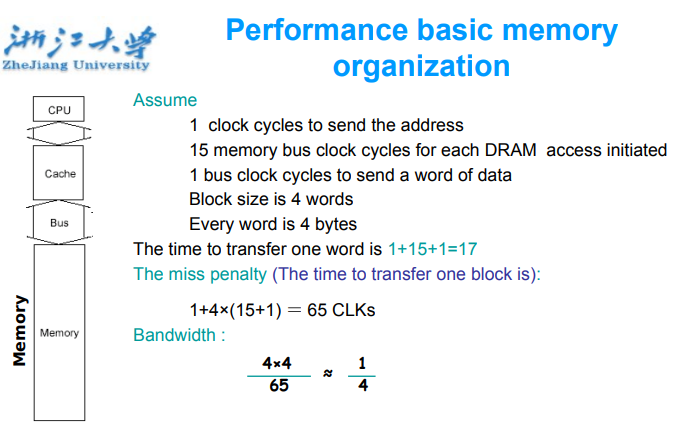 浙江大学
ZheJiang University
Performance basic memory
organization
CPU
Cache
Bus
Memory
Memory
Assume
1 clock cycles to send the address
15 memory bus clock cycles for each DRAM access initiated
1 bus clock cycles to send a word of data
Block size is 4 words
Every word is 4 bytes
The time to transfer one word is 1+15+1=17
The miss penalty (The time to transfer one block is):
1+4×(15+1) = 65 CLKs
Bandwidth :
4×4
65
≈
1
4